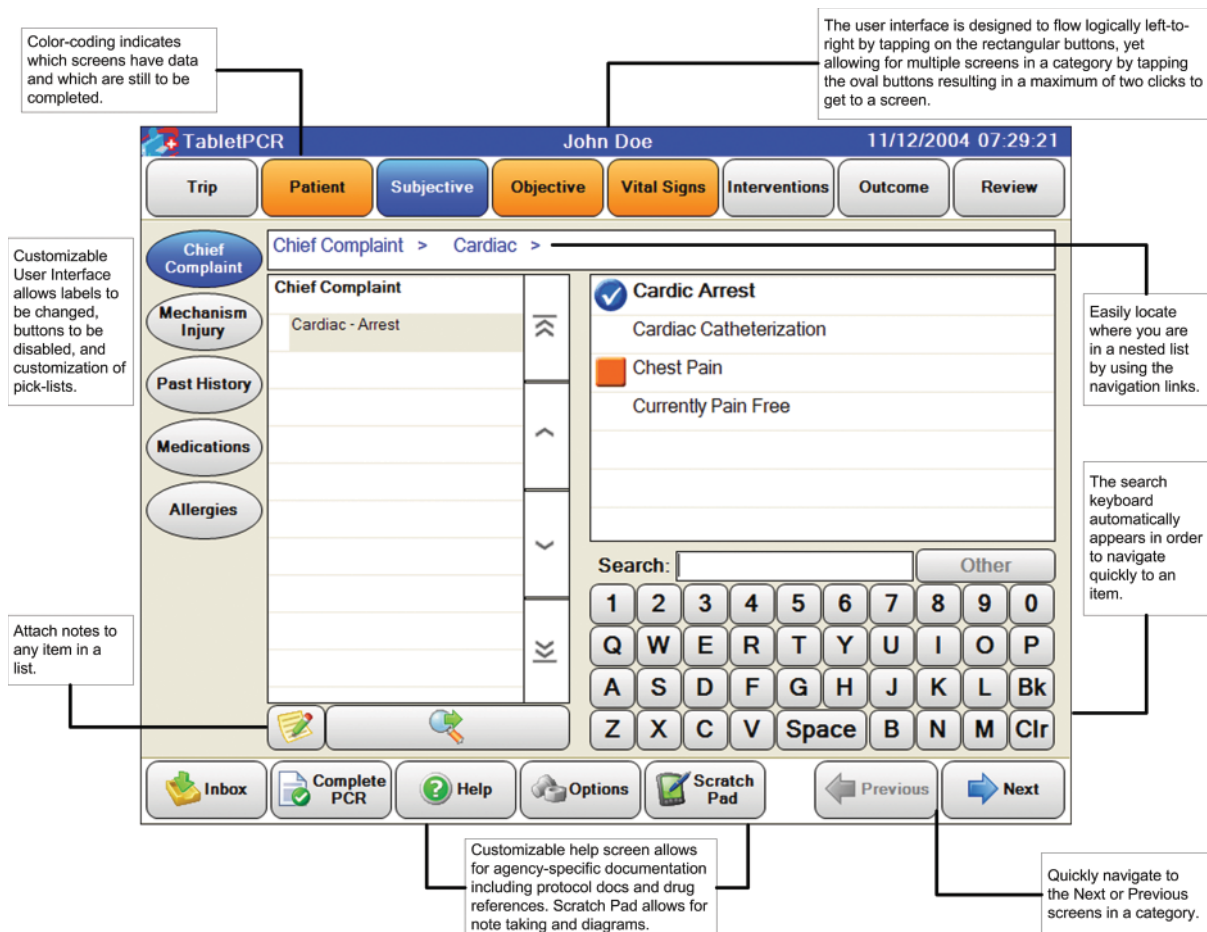 Color-coding indicates
which screens have data
and which are still to be
completed.
The user interface is designed to flow logically left-to-
right by tapping on the rectangular buttons, yet
allowing for multiple screens in a category by tapping
the oval buttons resulting in a maximum of two clicks to
get to a screen.
TabletPCR John Doe 11/12/2004 07:29:21
Trip Patient Subjective Objective Vital Signs Interventions Outcome Review
Customizable
User Interface
allows labels to
be changed,
buttons to be
disabled, and
customization of
pick-lists.
Chief
Complaint
Mechanism
Injury
Past History
Medications
Allergies
Chief Complaint > Cardiac >
Chief Complaint
Cardiac - Arrest
Cardic Arrest
Cardiac Catheterization
Chest Pain
Currently Pain Free
Easily locate
where you are
in a nested list
by using the
navigation links.
The search
keyboard
automatically
appears in order
to navigate
quickly to an
item.
Search: Other
1 2 3 4 5 6 7 8 9 0
Q W E R T Y U I O P
A S D F G H J K L Bk
Z X C V Space B N M Clr
Attach notes to
any item in a
list.
Inbox
Complete
PCR
Help
Options
Scratch
Pad
Previous
Next
Customizable help screen allows
for agency-specific documentation
including protocol docs and drug
references. Scratch Pad allows for
note taking and diagrams.
Quickly navigate to
the Next or Previous
screens in a category.